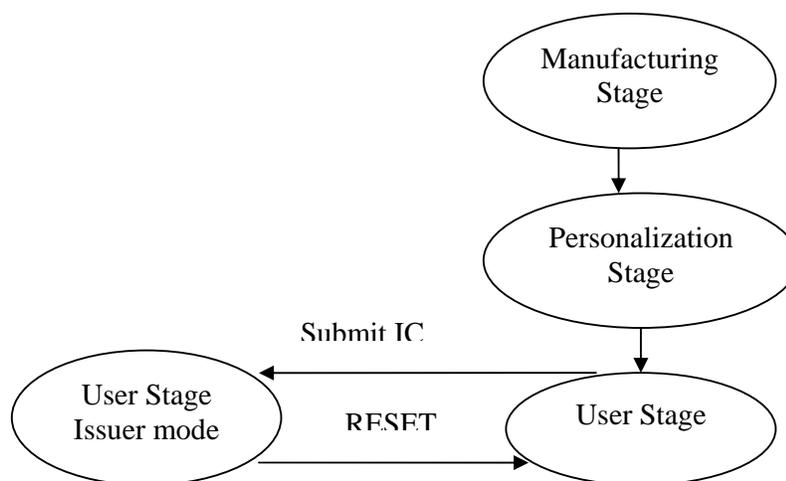 Manufacturing
Stage
Personalization
Stage
Submit IC
User Stage
Issuer mode
RESET
User Stage